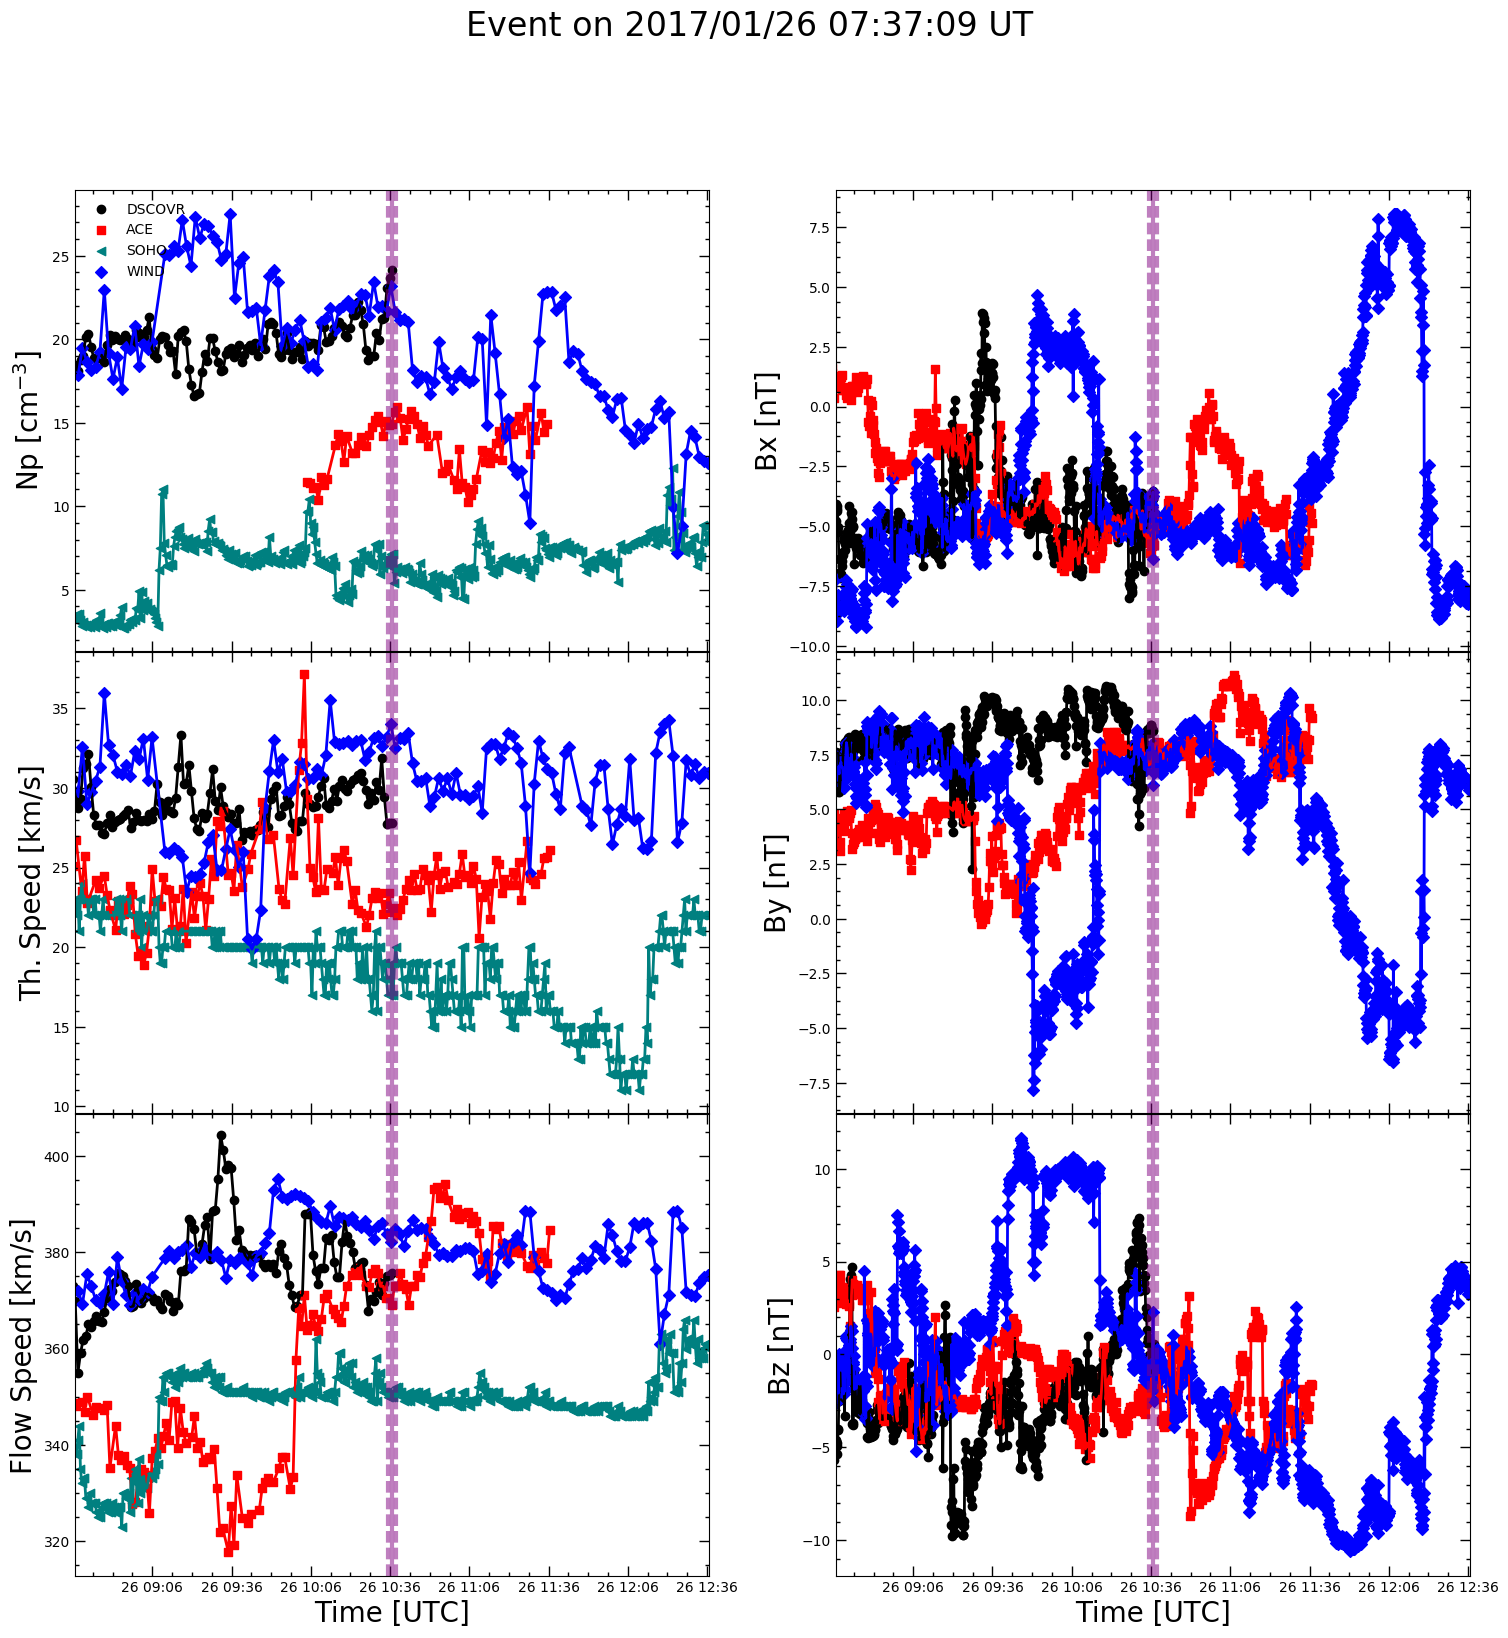 Event on 2017/01/26 07:37:09 UT
DSCOVR
ACE
SOHO
WIND
Np [cm⁻³]
25
20
15
10
5
Bx [nT]
7.5
5.0
2.5
0.0
−2.5
−5.0
−7.5
−10.0
Th. Speed [km/s]
35
30
25
20
15
10
By [nT]
10.0
7.5
5.0
2.5
0.0
−2.5
−5.0
−7.5
Flow Speed [km/s]
400
380
360
340
320
Bz [nT]
10
5
0
−5
−10
26 09:06 26 09:36 26 10:06 26 10:36 26 11:06 26 11:36 26 12:06 26 12:36
Time [UTC]
26 09:06 26 09:36 26 10:06 26 10:36 26 11:06 26 11:36 26 12:06 26 12:36
Time [UTC]